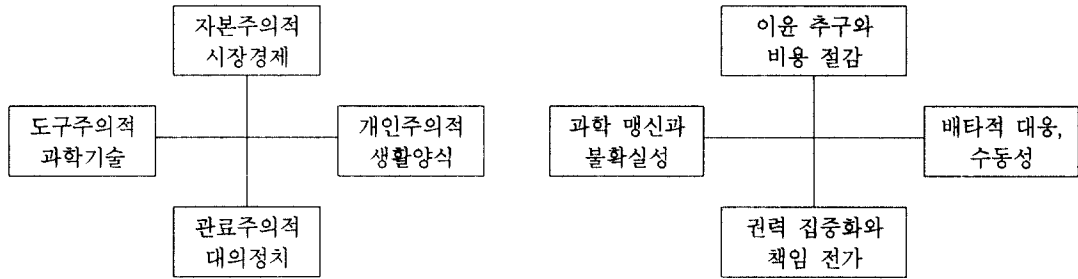 자본주의적
시장경제
도구주의적
과학기술
개인주의적
생활양식
관료주의적
대의정치
이윤 추구와
비용 절감
과학 맹신과
불확실성
배타적 대응,
수동성
권력 집중화와
책임 전가